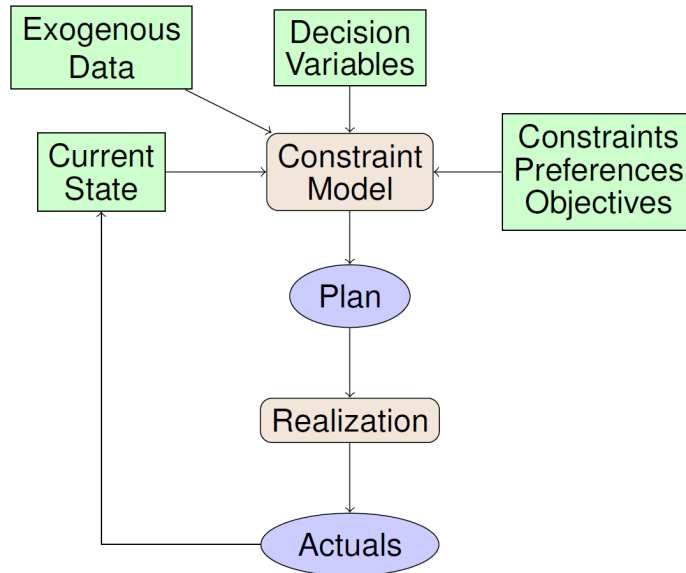 Exogenous
Data
Decision
Variables
Current
State
Constraint
Model
Constraints
Preferences
Objectives
Plan
Realization
Actuals